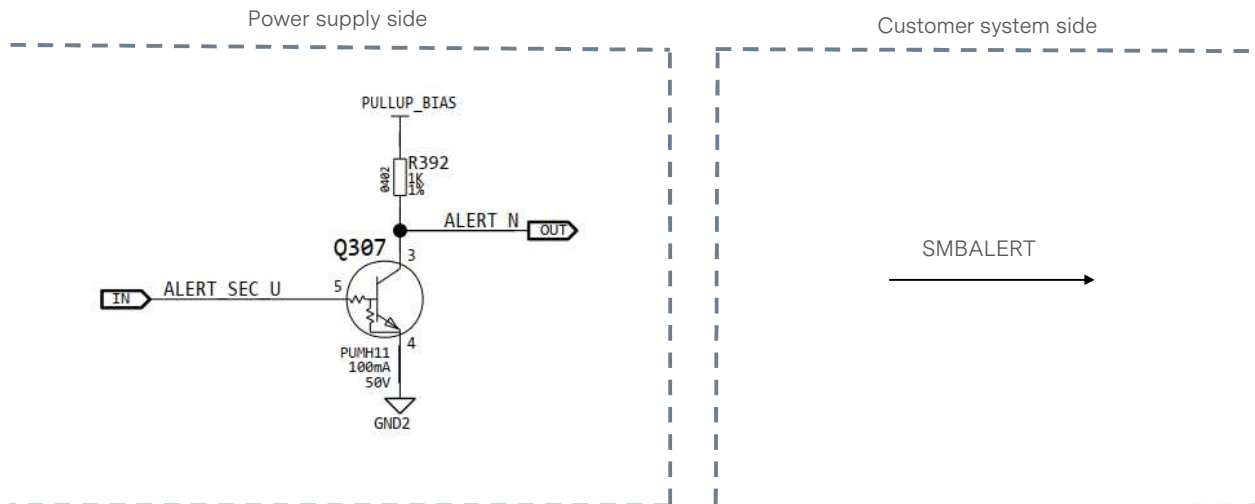 Power supply side
Customer system side
PULLUP_BIAS
R392
0402
1K
1%
ALERT_N
OUT
Q307
3
SMBALERT
IN
ALERT_SEC_U
5
4
PUMH11
100mA
50V
GND2